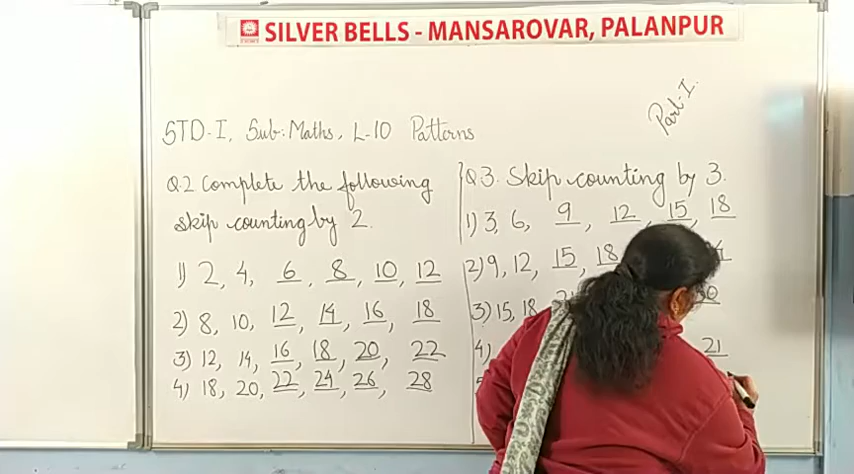 SILVER BELLS - MANSAROVAR, PALANPUR
Part-I.
STD-I, Sub:Maths, L-10 Patterns
Q.2 Complete the following
skip counting by 2.
1) 2, 4, 6, 8, 10, 12
2) 8, 10, 12, 14, 16, 18
3) 12, 14, 16, 18, 20, 22
4) 18, 20, 22, 24, 26, 28
Q3. Skip counting by 3.
1) 3, 6, 9, 12, 15, 18
2) 9, 12, 15, 18
3) 15, 18, 30
4) 21